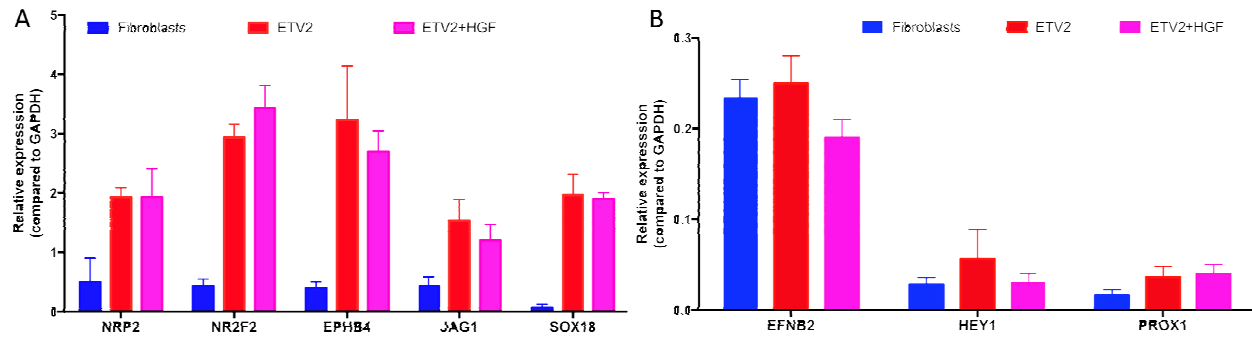 A
Fibroblasts ETV2 ETV2+HGF
Relative expresssion
(compared to GAPDH)
5
4
3
2
1
0
NRP2 NR2F2 EPHB4 JAG1 SOX18
B
Fibroblasts ETV2 ETV2+HGF
Relative expresssion
(compared to GAPDH)
0.3
0.2
0.1
0.0
EFNB2 HEY1 PROX1